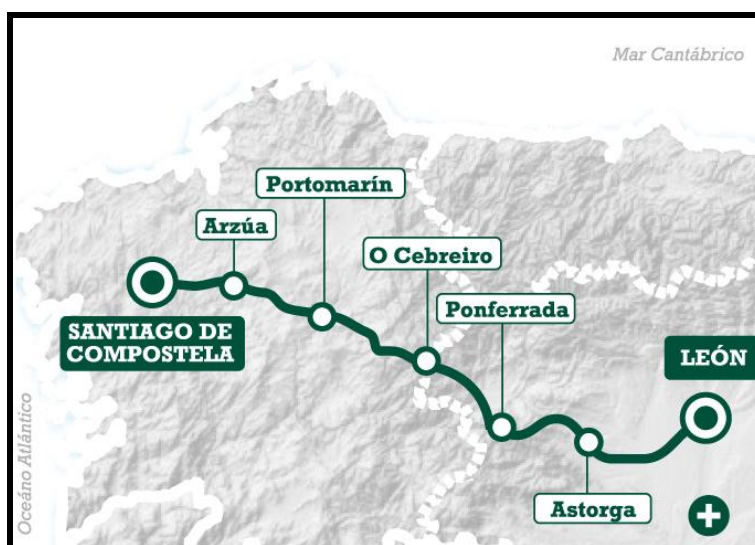 Mar Cantábrico
Portomarín
Arzúa
O Cebreiro
Ponferrada
SANTIAGO DE
COMPOSTELA
LEÓN
Oceáno Atlántico
Astorga